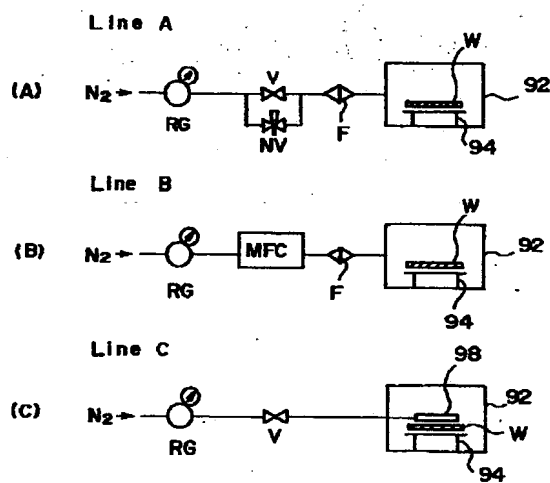 Line A
(A) N2 RG V NV F W 92 94
Line B
(B) N2 RG MFC F W 92 94
Line C
(C) N2 RG V 98 92 W 94